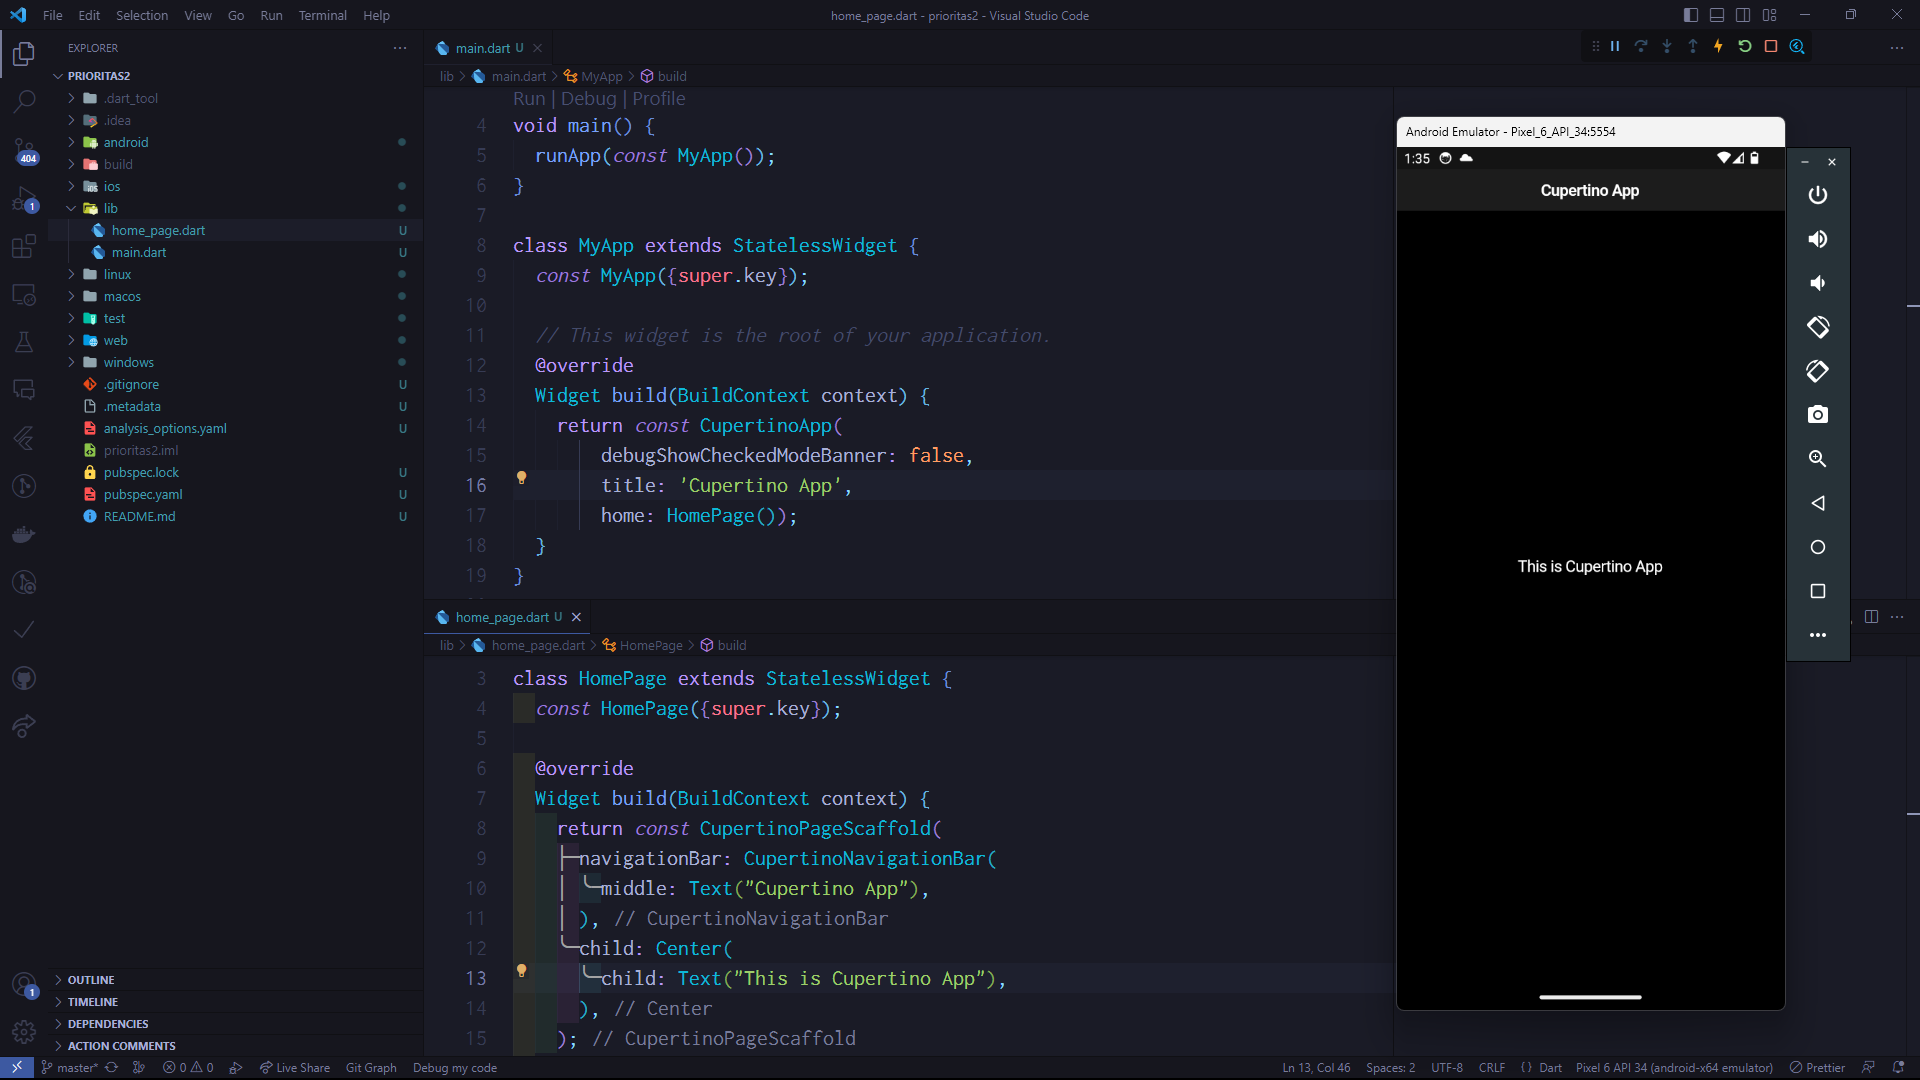 File Edit Selection View Go Run Terminal Help
home_page.dart - prioritas2 - Visual Studio Code
EXPLORER
PRIORITAS2
.dart_tool
.idea
android
build
ios
lib
home_page.dart U
main.dart U
linux
macos
test
web
windows
.gitignore U
.metadata U
analysis_options.yaml U
prioritas2.iml
pubspec.lock U
pubspec.yaml U
README.md U
OUTLINE
TIMELINE
DEPENDENCIES
ACTION COMMENTS
404
1
1
main.dart U
lib > main.dart > MyApp > build
Run | Debug | Profile
4 void main() {
5 runApp(const MyApp());
6 }
7
8 class MyApp extends StatelessWidget {
9 const MyApp({super.key});
10
11 // This widget is the root of your application.
12 @override
13 Widget build(BuildContext context) {
14 return const CupertinoApp(
15 debugShowCheckedModeBanner: false,
16 title: 'Cupertino App',
17 home: HomePage());
18 }
19 }
home_page.dart U
lib > home_page.dart > HomePage > build
3 class HomePage extends StatelessWidget {
4 const HomePage({super.key});
5
6 @override
7 Widget build(BuildContext context) {
8 return const CupertinoPageScaffold(
9 navigationBar: CupertinoNavigationBar(
10 middle: Text("Cupertino App"),
11 ), // CupertinoNavigationBar
12 child: Center(
13 child: Text("This is Cupertino App"),
14 ), // Center
15 ); // CupertinoPageScaffold
Android Emulator - Pixel_6_API_34:5554
1:35
Cupertino App
This is Cupertino App
master* 0 0 Live Share Git Graph Debug my code
Ln 13, Col 46 Spaces: 2 UTF-8 CRLF { } Dart Pixel 6 API 34 (android-x64 emulator) Prettier